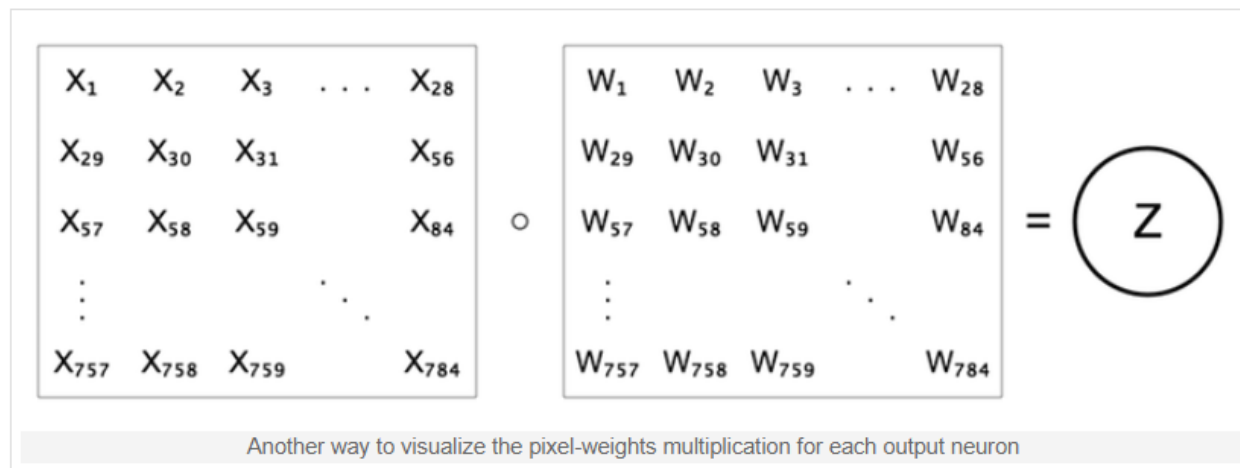 X₁ X₂ X₃ . . . X₂₈ W₁ W₂ W₃ . . . W₂₈
X₂₉ X₃₀ X₃₁ X₅₆ W₂₉ W₃₀ W₃₁ W₅₆
X₅₇ X₅₈ X₅₉ X₈₄ ∘ W₅₇ W₅₈ W₅₉ W₈₄ = Z
⋮ ⋱ ⋮ ⋱
X₇₅₇ X₇₅₈ X₇₅₉ X₇₈₄ W₇₅₇ W₇₅₈ W₇₅₉ W₇₈₄
Another way to visualize the pixel-weights multiplication for each output neuron